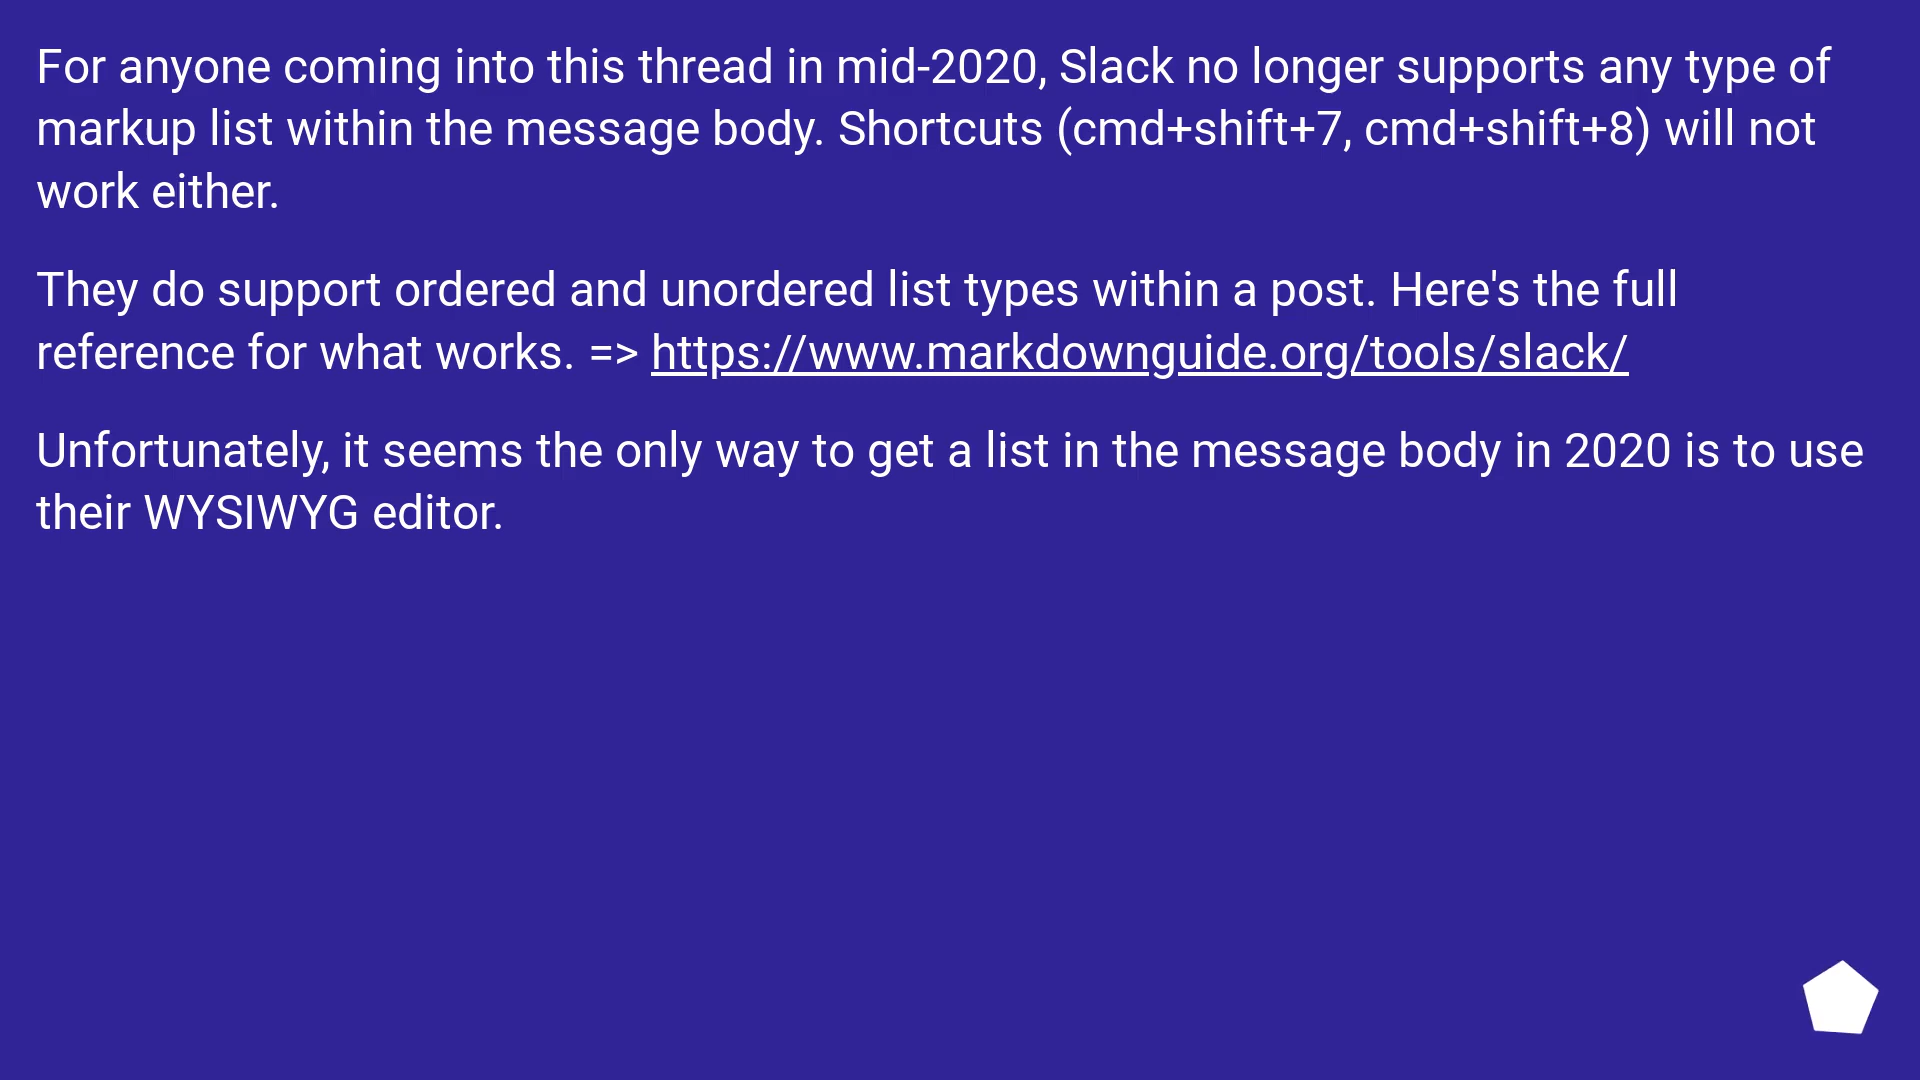 For anyone coming into this thread in mid-2020, Slack no longer supports any type of
markup list within the message body. Shortcuts (cmd+shift+7, cmd+shift+8) will not
work either.
They do support ordered and unordered list types within a post. Here's the full
reference for what works. => https://www.markdownguide.org/tools/slack/
Unfortunately, it seems the only way to get a list in the message body in 2020 is to use
their WYSIWYG editor.